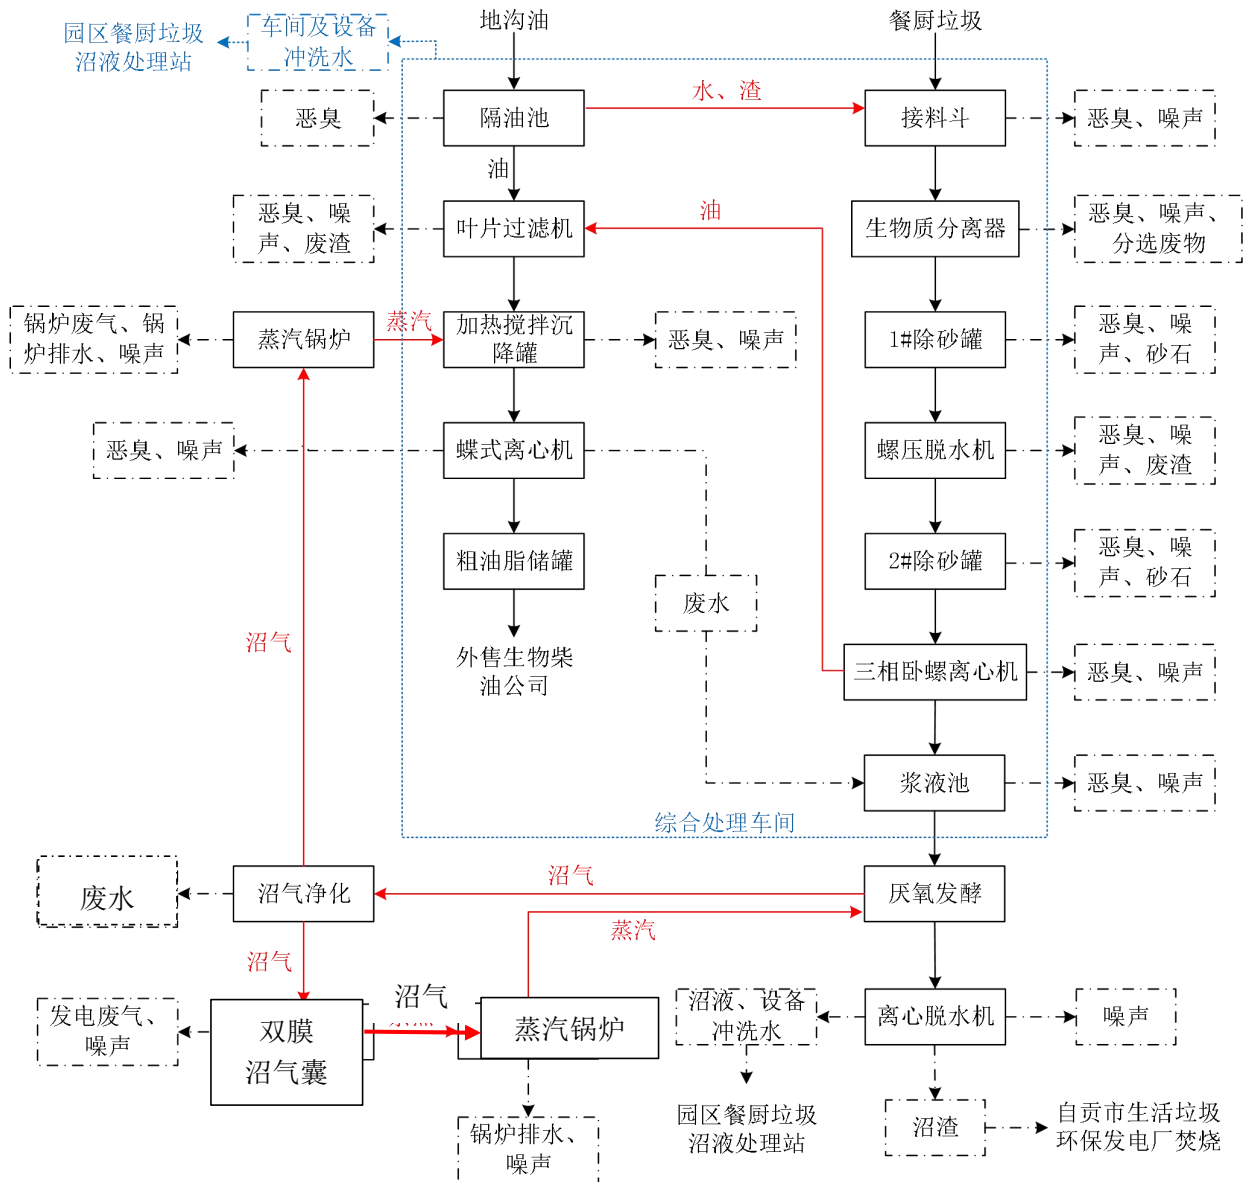 地沟油
餐厨垃圾
园区餐厨垃圾
沼液处理站
车间及设备
冲洗水
恶臭
隔油池
水、渣
接料斗
恶臭、噪声
油
恶臭、噪
声、废渣
叶片过滤机
油
生物质分离器
恶臭、噪声、
分选废物
锅炉废气、锅
炉排水、噪声
蒸汽锅炉
蒸汽
加热搅拌沉
降罐
恶臭、噪声
1#除砂罐
恶臭、噪
声、砂石
恶臭、噪声
蝶式离心机
螺压脱水机
恶臭、噪
声、废渣
粗油脂储罐
2#除砂罐
恶臭、噪
声、砂石
废水
沼气
外售生物柴
油公司
三相卧螺离心机
恶臭、噪声
浆液池
恶臭、噪声
综合处理车间
废水
沼气净化
沼气
厌氧发酵
蒸汽
沼气
发电废气、
噪声
双膜
沼气囊
沼气
蒸汽锅炉
沼液、设备
冲洗水
离心脱水机
噪声
锅炉排水、
噪声
园区餐厨垃圾
沼液处理站
沼渣
自贡市生活垃圾
环保发电厂焚烧